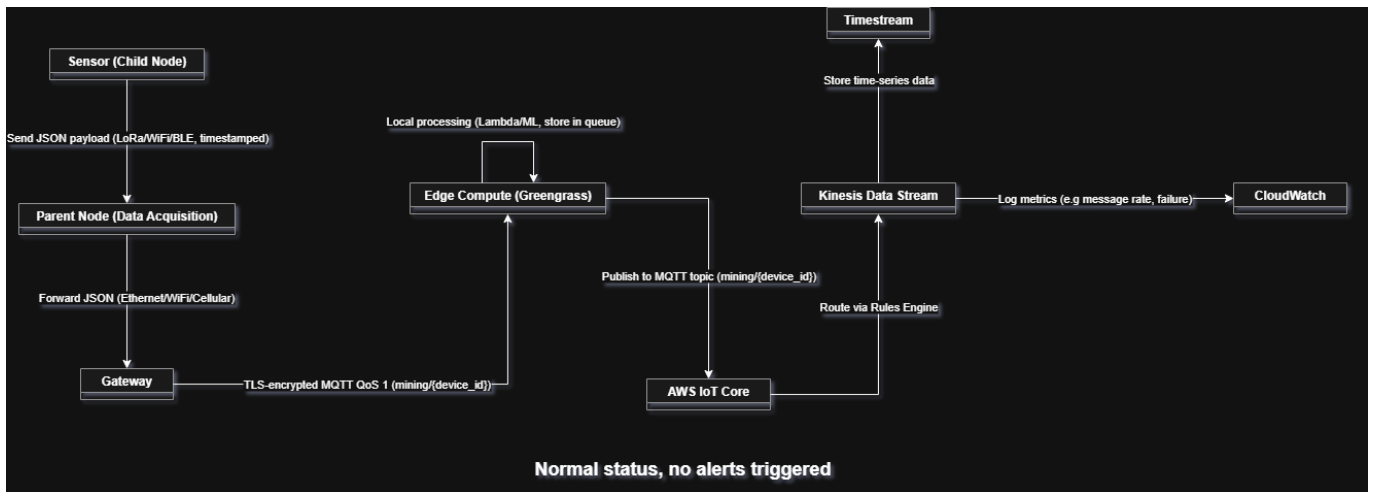 Timestream
Sensor (Child Node)
Store time-series data
Local processing (Lambda/ML, store in queue)
Send JSON payload (LoRa/WiFi/BLE, timestamped)
Edge Compute (Greengrass)
Kinesis Data Stream
Log metrics (e.g message rate, failure)
CloudWatch
Parent Node (Data Acquisition)
Publish to MQTT topic (mining/{device_id})
Forward JSON (Ethernet/WiFi/Cellular)
Route via Rules Engine
Gateway
TLS-encrypted MQTT QoS 1 (mining/{device_id})
AWS IoT Core
Normal status, no alerts triggered